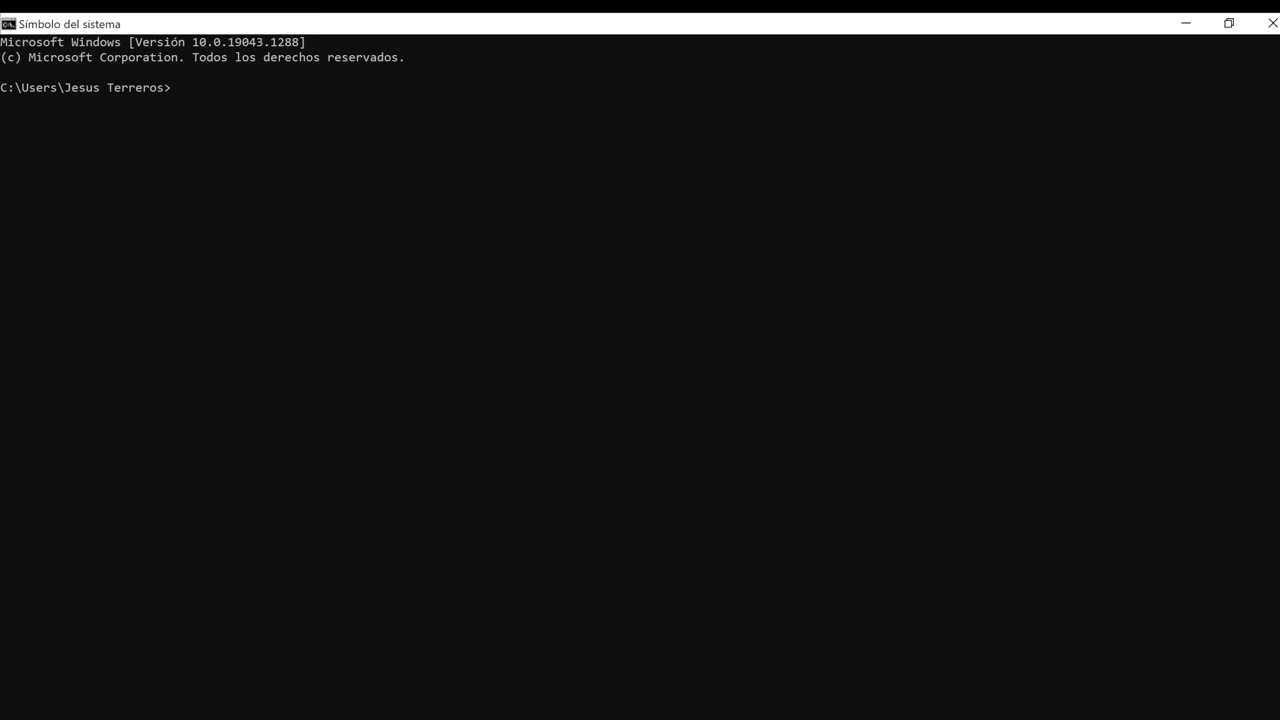 Símbolo del sistema
Microsoft Windows [Versión 10.0.19043.1288]
(c) Microsoft Corporation. Todos los derechos reservados.
C:\Users\Jesus Terreros>